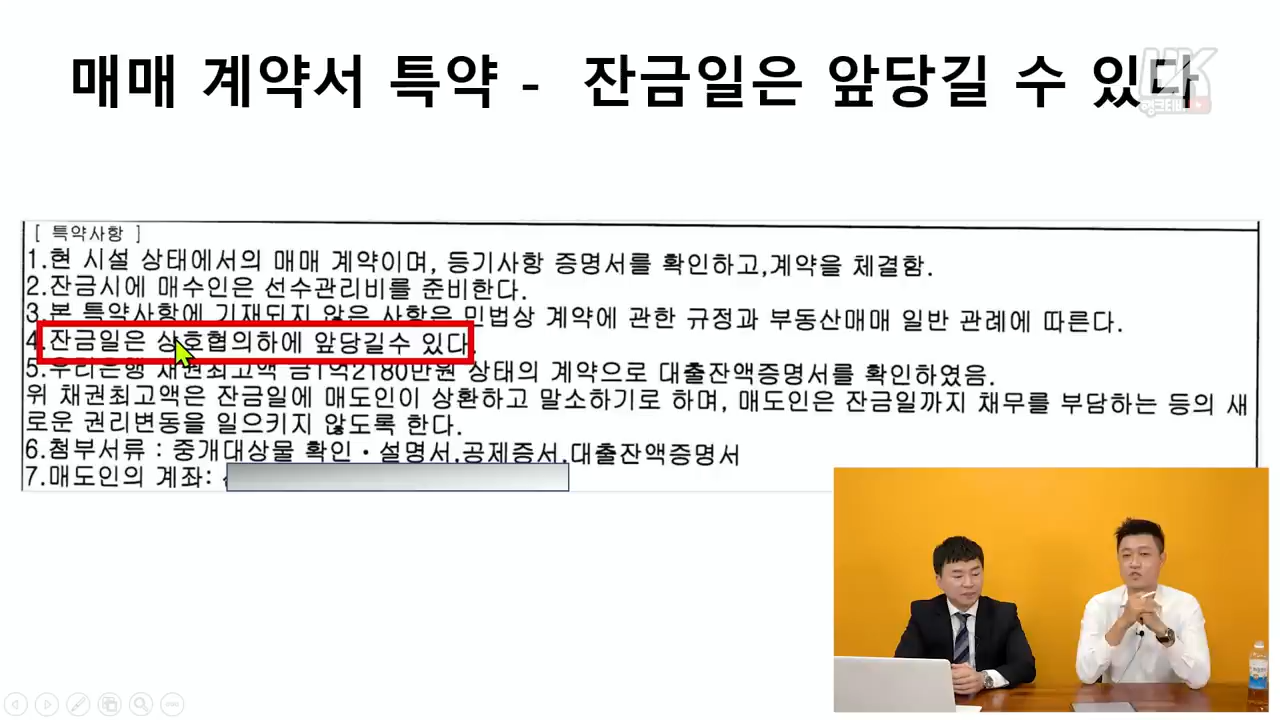 매매 계약서 특약 - 잔금일은 앞당길 수 있다
[ 특약사항 ]
1.현 시설 상태에서의 매매 계약이며, 등기사항 증명서를 확인하고,계약을 체결함.
2.잔금시에 매수인은 선수관리비를 준비한다.
3.본 특약사항에 기재되지 않은 사항은 민법상 계약에 관한 규정과 부동산매매 일반 관례에 따른다.
4.잔금일은 상호협의하에 앞당길수 있다.
5.우리은행 채권최고액 금1억2180만원 상태의 계약으로 대출잔액증명서를 확인하였음.
위 채권최고액은 잔금일에 매도인이 상환하고 말소하기로 하며, 매도인은 잔금일까지 채무를 부담하는 등의 새
로운 권리변동을 일으키지 않도록 한다.
6.첨부서류 : 중개대상물 확인·설명서,공제증서,대출잔액증명서
7.매도인의 계좌: